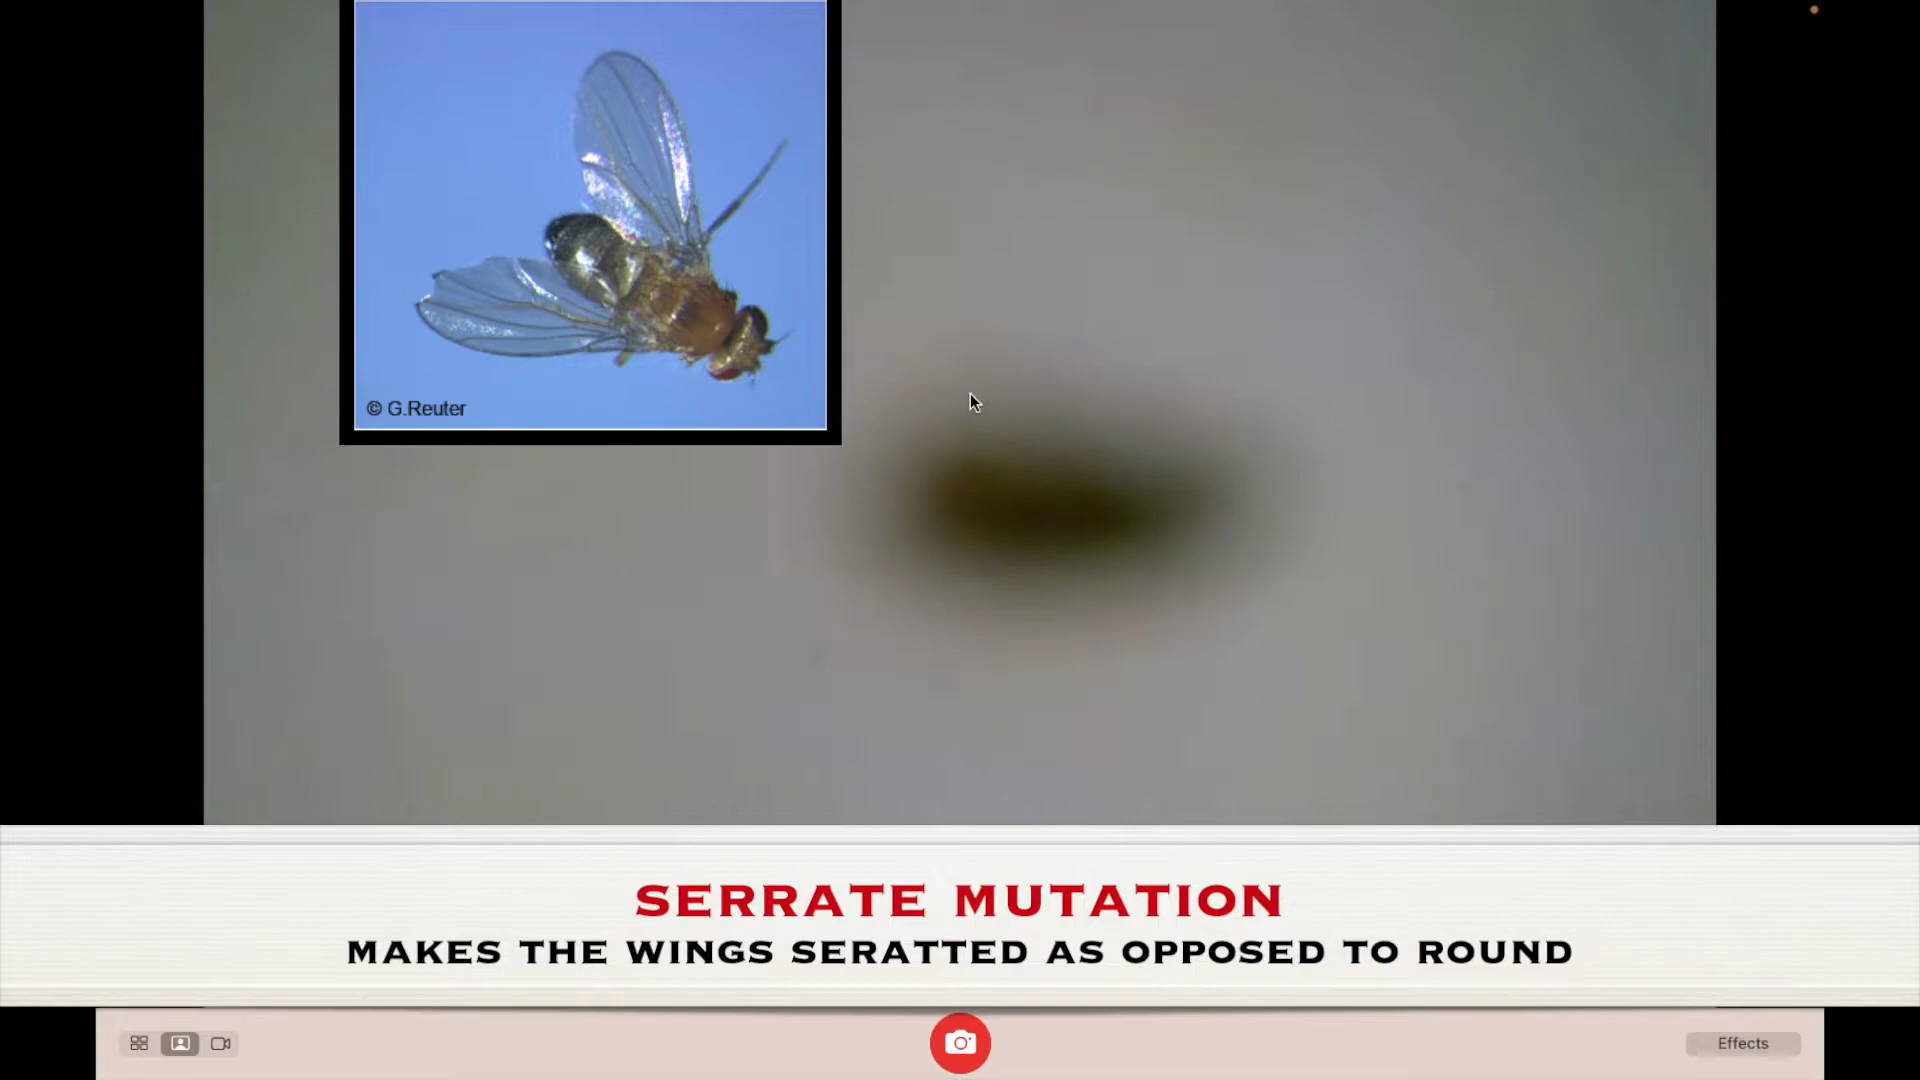 © G.Reuter
SERRATE MUTATION
MAKES THE WINGS SERATTED AS OPPOSED TO ROUND
Effects